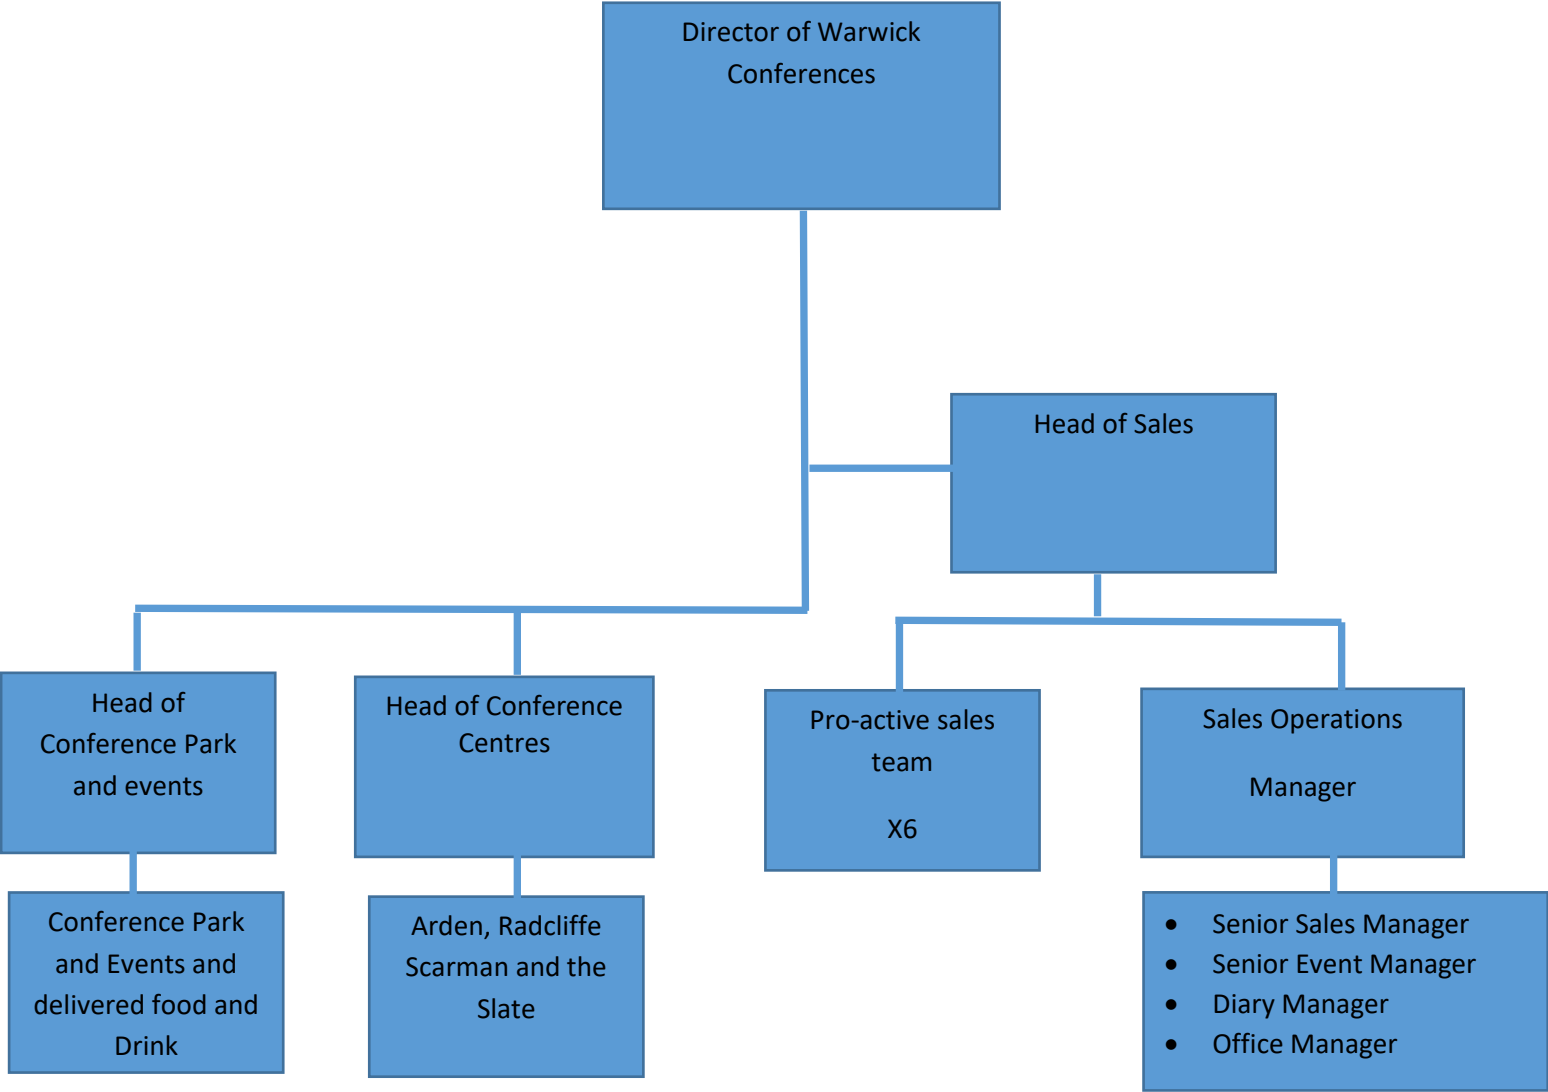 Director of Warwick
Conferences
Head of Sales
Head of
Conference Park
and events
Head of Conference
Centres
Pro-active sales
team
X6
Sales Operations
Manager
Conference Park
and Events and
delivered food and
Drink
Arden, Radcliffe
Scarman and the
Slate
• Senior Sales Manager
• Senior Event Manager
• Diary Manager
• Office Manager